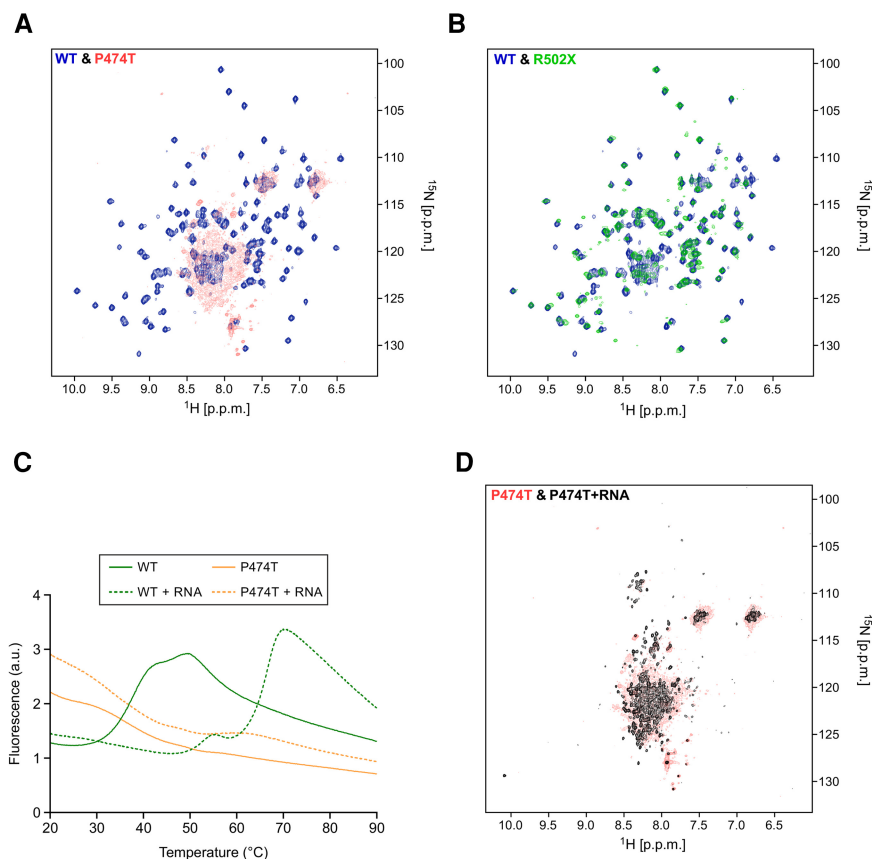 A
WT & P474T
100
105
110
115
120
125
130
10.0 9.5 9.0 8.5 8.0 7.5 7.0 6.5
¹H [p.p.m.]
¹⁵N [p.p.m.]
B
WT & R502X
100
105
110
115
120
125
130
10.0 9.5 9.0 8.5 8.0 7.5 7.0 6.5
¹H [p.p.m.]
¹⁵N [p.p.m.]
C
WT P474T
WT + RNA P474T + RNA
4
3
2
1
0
Fluorescence (a.u.)
20 30 40 50 60 70 80 90
Temperature (°C)
D
P474T & P474T+RNA
100
105
110
115
120
125
130
10.0 9.5 9.0 8.5 8.0 7.5 7.0 6.5
¹H [p.p.m.]
¹⁵N [p.p.m.]